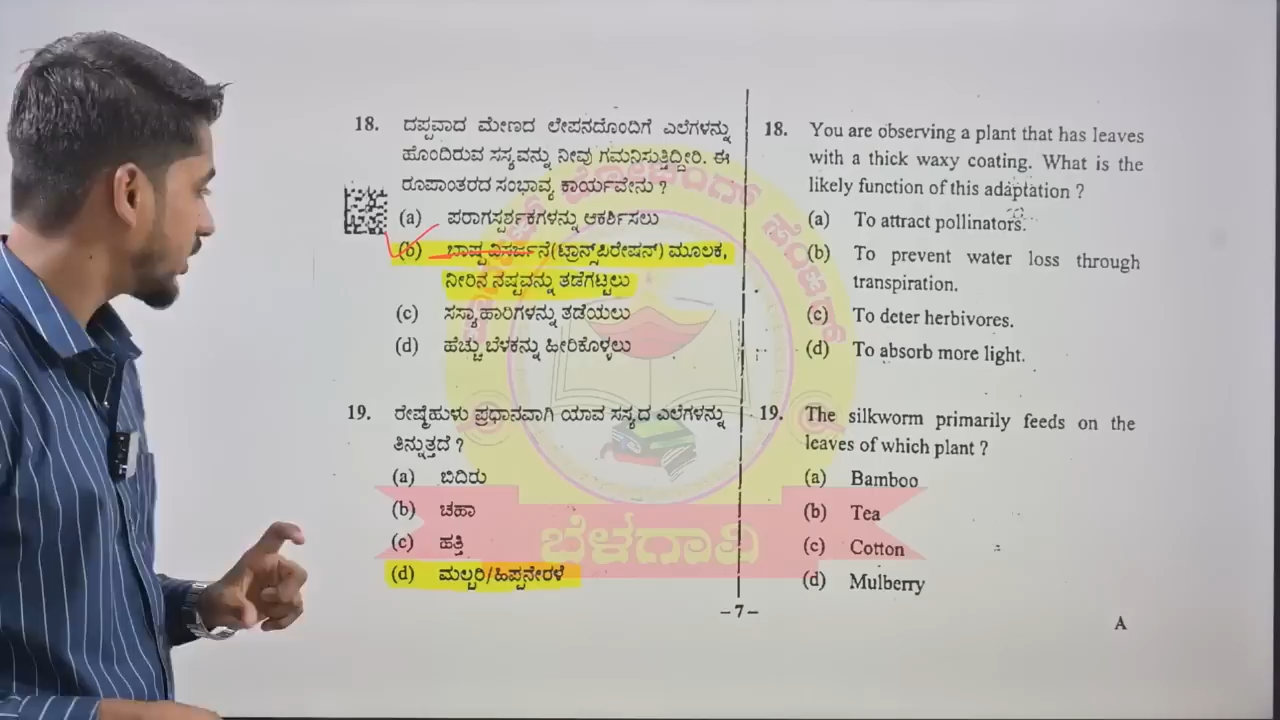 18. ದಪ್ಪವಾದ ಮೇಣದ ಲೇಪನದೊಂದಿಗೆ ಎಲೆಗಳನ್ನು
ಹೊಂದಿರುವ ಸಸ್ಯವನ್ನು ನೀವು ಗಮನಿಸುತ್ತಿದ್ದೀರಿ. ಈ
ರೂಪಾಂತರದ ಸಂಭಾವ್ಯ ಕಾರ್ಯವೇನು ?
(a) ಪರಾಗಸ್ಪರ್ಶಕಗಳನ್ನು ಆಕರ್ಶಿಸಲು
(b) ಬಾಷ್ಪವಿಸರ್ಜನೆ(ಟ್ರಾನ್ಸ್‌ಪಿರೇಷನ್) ಮೂಲಕ,
ನೀರಿನ ನಷ್ಟವನ್ನು ತಡೆಗಟ್ಟಲು
(c) ಸಸ್ಯಾಹಾರಿಗಳನ್ನು ತಡೆಯಲು
(d) ಹೆಚ್ಚು ಬೆಳಕನ್ನು ಹೀರಿಕೊಳ್ಳಲು
19. ರೇಷ್ಮೆಹುಳು ಪ್ರಧಾನವಾಗಿ ಯಾವ ಸಸ್ಯದ ಎಲೆಗಳನ್ನು
ತಿನ್ನುತ್ತದೆ ?
(a) ಬಿದಿರು
(b) ಚಹಾ
(c) ಹತ್ತಿ
(d) ಮಲ್ಬರಿ/ಹಿಪ್ಪನೇರಳೆ
18. You are observing a plant that has leaves
with a thick waxy coating. What is the
likely function of this adaptation ?
(a) To attract pollinators.
(b) To prevent water loss through
transpiration.
(c) To deter herbivores.
(d) To absorb more light.
19. The silkworm primarily feeds on the
leaves of which plant ?
(a) Bamboo
(b) Tea
(c) Cotton
(d) Mulberry
–7–
A
ಬೆಳಗಾವಿ